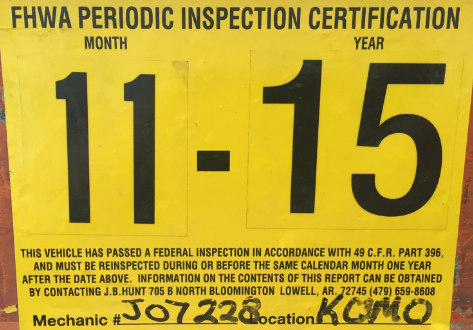 FHWA PERIODIC INSPECTION CERTIFICATION
MONTH YEAR
11 - 15
THIS VEHICLE HAS PASSED A FEDERAL INSPECTION IN ACCORDANCE WITH 49 C.F.R. PART 396,
AND MUST BE REINSPECTED DURING OR BEFORE THE SAME CALENDAR MONTH ONE YEAR
AFTER THE DATE ABOVE. INFORMATION ON THE CONTENTS OF THIS REPORT CAN BE OBTAINED
BY CONTACTING J.B.HUNT 705 B NORTH BLOOMINGTON LOWELL, AR. 72745 (479) 659-8608
Mechanic # J07228 Location KCMO